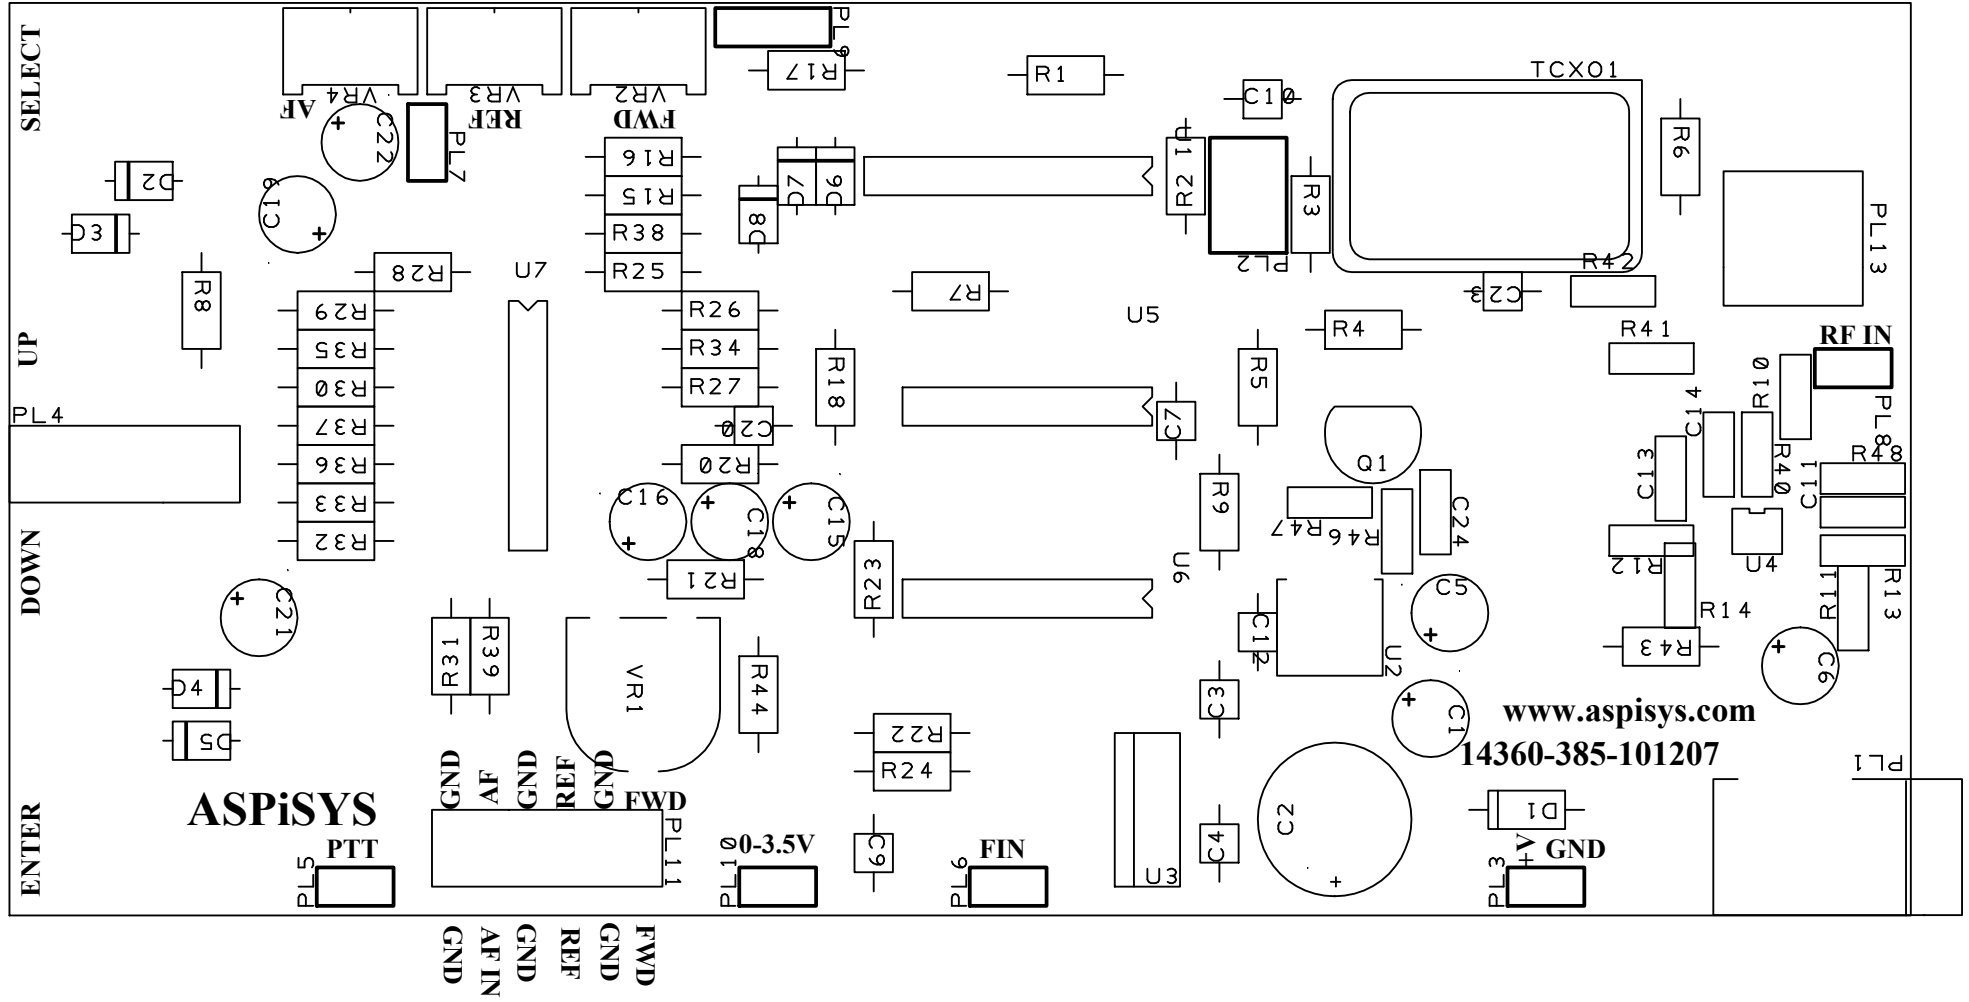 SELECT
AF
VR4
REF
VR3
FWD
VR2
PL9
R17
R1
C10
TCXO1
R6
C22
PL7
R16
R15
R38
R25
D7
D6
D8
U1
R2
PL2
R3
D2
D3
C19
R8
R28
U7
R7
U5
R4
C23
R42
PL13
UP
R29
R35
R30
R37
R36
R33
R32
R26
R34
R27
C20
R20
R18
C7
R5
R41
RF IN
PL4
Q1
C14
R10
PL8
R48
C13
R40
C11
C16
C18
C15
R21
R23
R9
U6
R47
R46
C24
R12
U4
R14
R11
R13
DOWN
C21
R31
R39
VR1
R44
C12
U2
C5
R43
C6
D4
D5
C3
C1
www.aspisys.com
14360-385-101207
R22
R24
PL1
GND
AF
GND
REF
GND
FWD
ASPiSYS
ENTER
PTT
PL5
PL11
PL10
0-3.5V
C9
FIN
PL6
U3
C4
C2
D1
+V
GND
PL3
GND
AF IN
GND
REF
GND
FWD